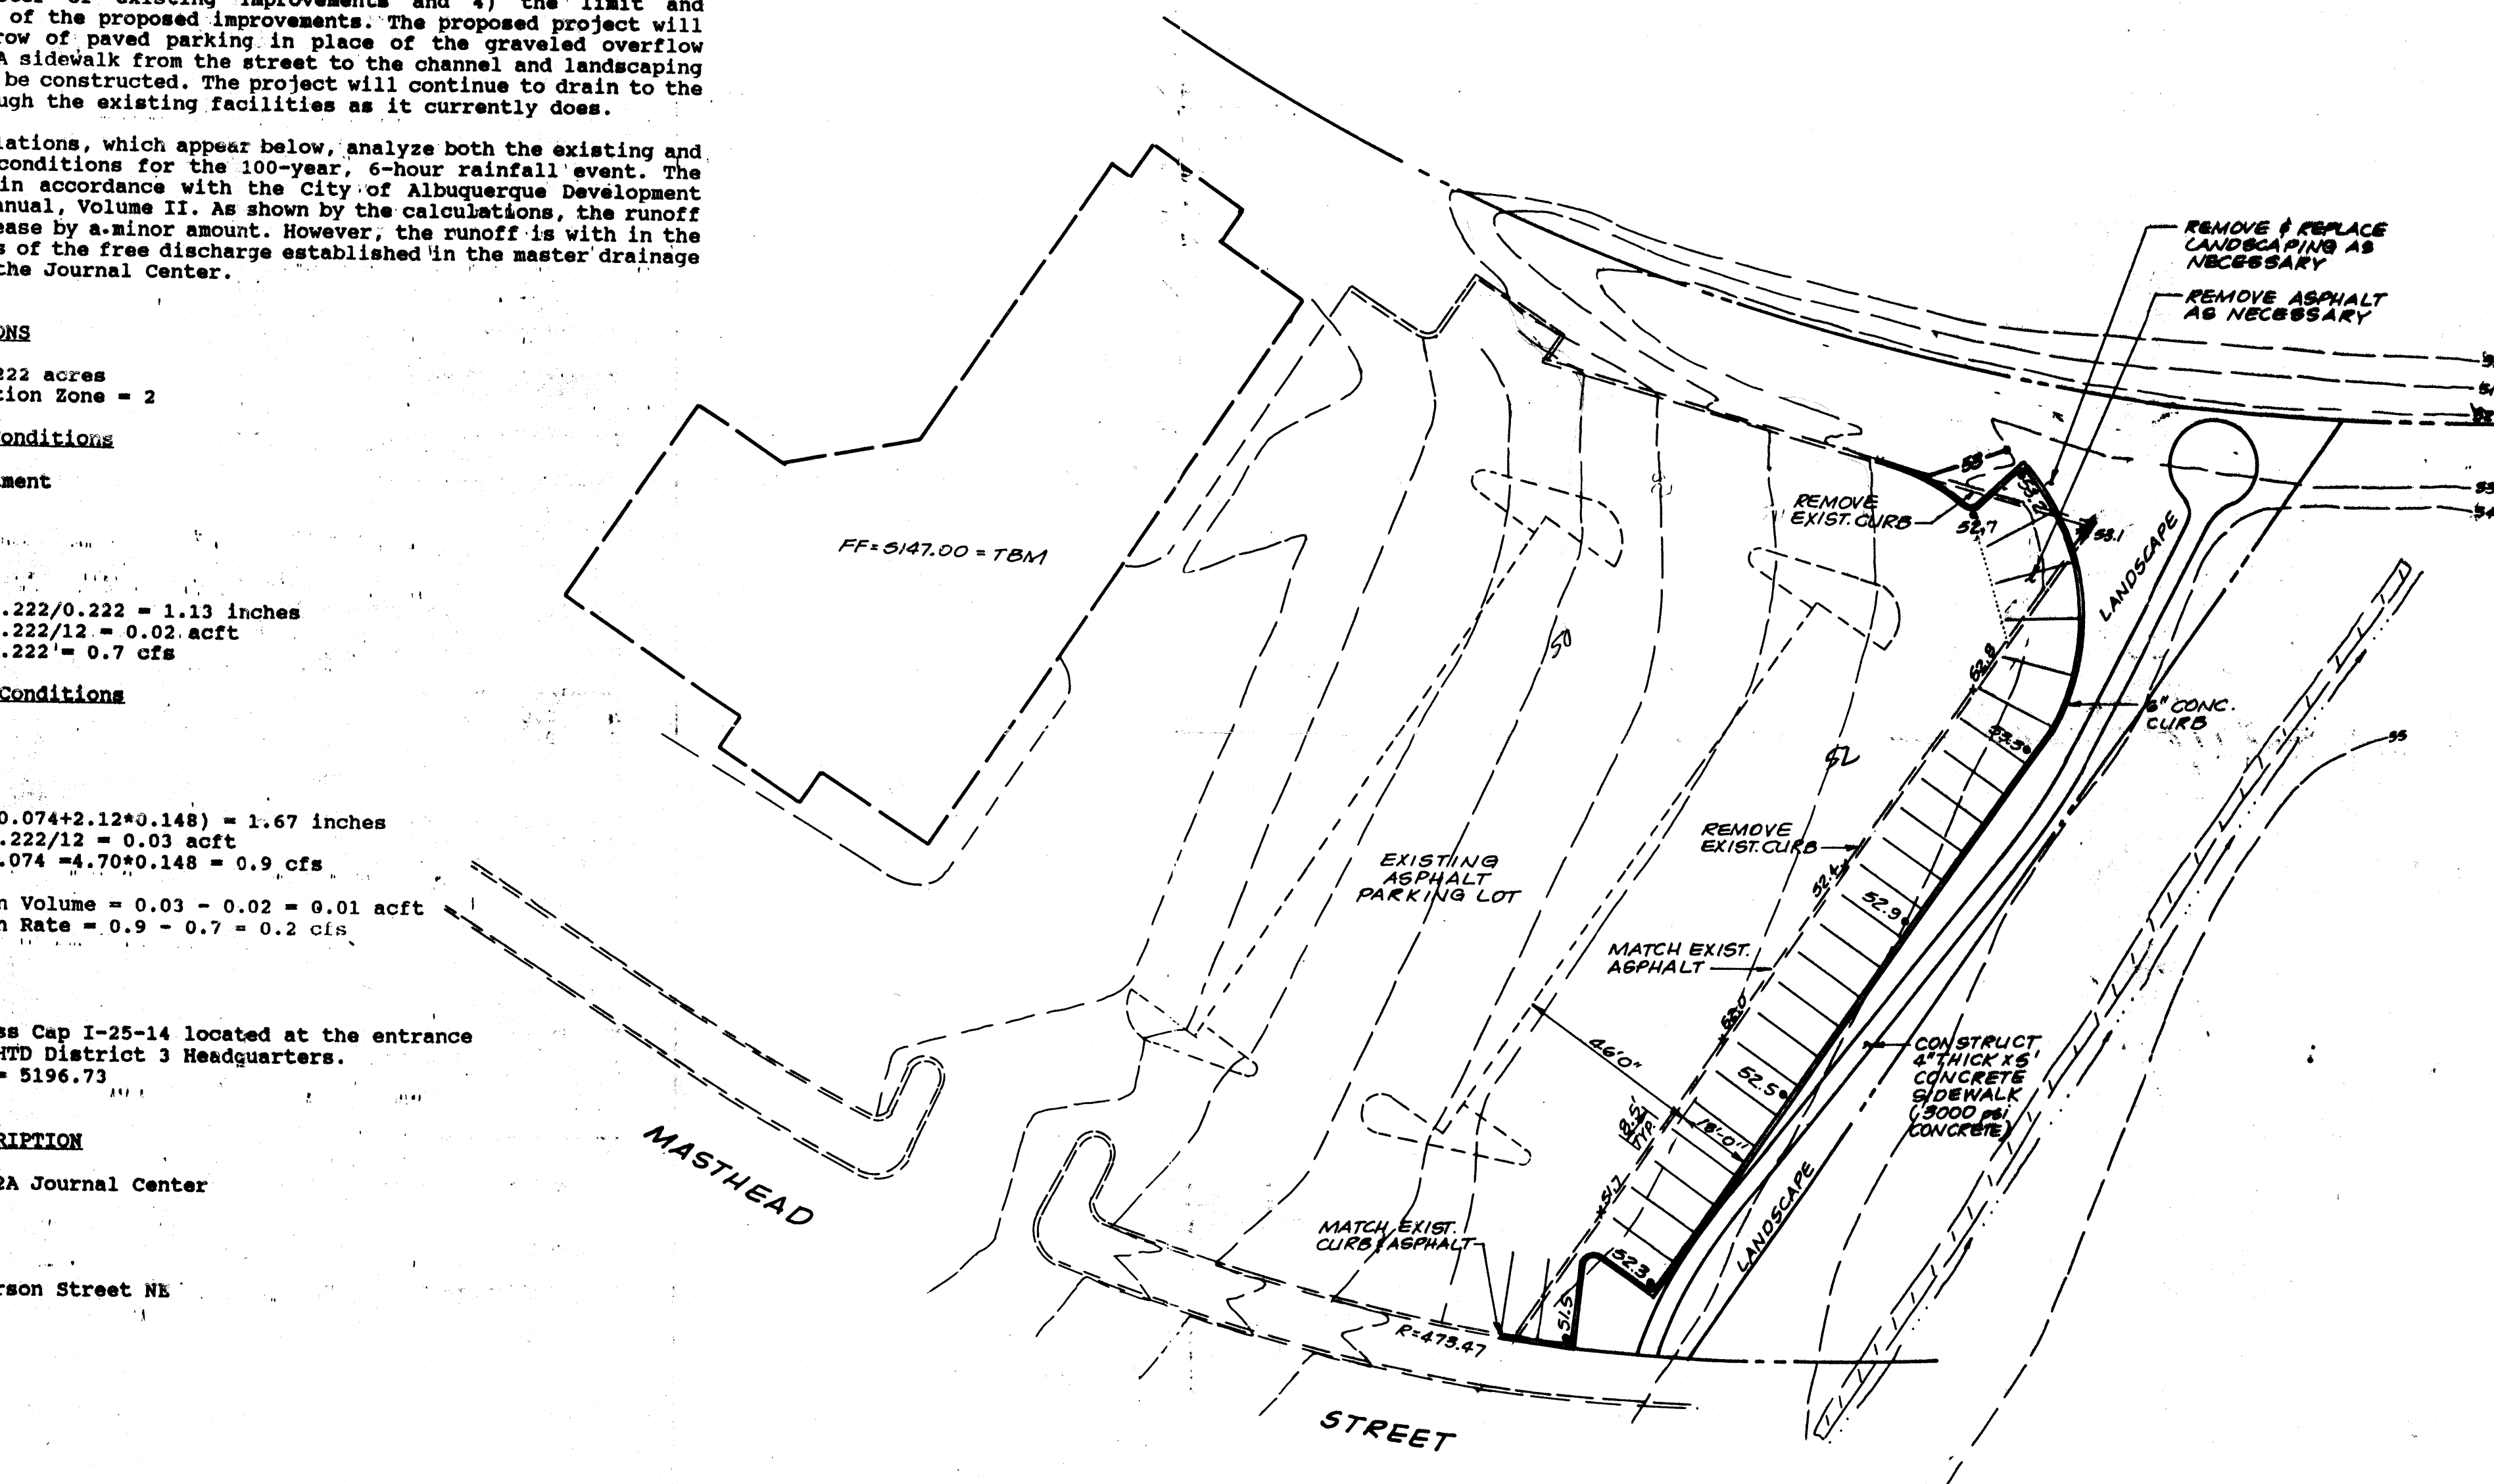 of existing improvements and 4) the limit and
of the proposed improvements. The proposed project will
row of paved parking in place of the graveled overflow
A sidewalk from the street to the channel and landscaping
be constructed. The project will continue to drain to the
ugh the existing facilities as it currently does.
lations, which appear below, analyze both the existing and
conditions for the 100-year, 6-hour rainfall event. The
in accordance with the City of Albuquerque Development
anual, Volume II. As shown by the calculations, the runoff
ease by a minor amount. However, the runoff is with in the
s of the free discharge established in the master drainage
the Journal Center.
ONS
222 acres
tion Zone = 2
onditions
ment
.222/0.222 = 1.13 inches
.222/12 = 0.02 acft
.222 = 0.7 cfs
Conditions
0.074+2.12*0.148) = 1.67 inches
.222/12 = 0.03 acft
.074 =4.70*0.148 = 0.9 cfs
n Volume = 0.03 - 0.02 = 0.01 acft
n Rate = 0.9 - 0.7 = 0.2 cfs
ss Cap I-25-14 located at the entrance
HTD District 3 Headquarters.
= 5196.73
RIPTION
2A Journal Center
rson Street NE
FF=5147.00 = TBM
MASTHEAD
STREET
R=473.47
EXISTING
ASPHALT
PARKING LOT
50
52
REMOVE & REPLACE
LANDSCAPING AS
NECESSARY
REMOVE ASPHALT
AS NECESSARY
REMOVE
EXIST. CURB
53
52.7
53.1
LANDSCAPE
53
54
52.8
6" CONC.
CURB
53.3
55
REMOVE
EXIST. CURB
52.4
52.9
MATCH EXIST.
ASPHALT
52.0
46'0"
52.5
CONSTRUCT
4" THICK X 5'
CONCRETE
SIDEWALK
(3000 psi
CONCRETE)
8.5'
TYP.
18'-0"
51.7
LANDSCAPE
MATCH EXIST.
CURB & ASPHALT
52.3
51.5